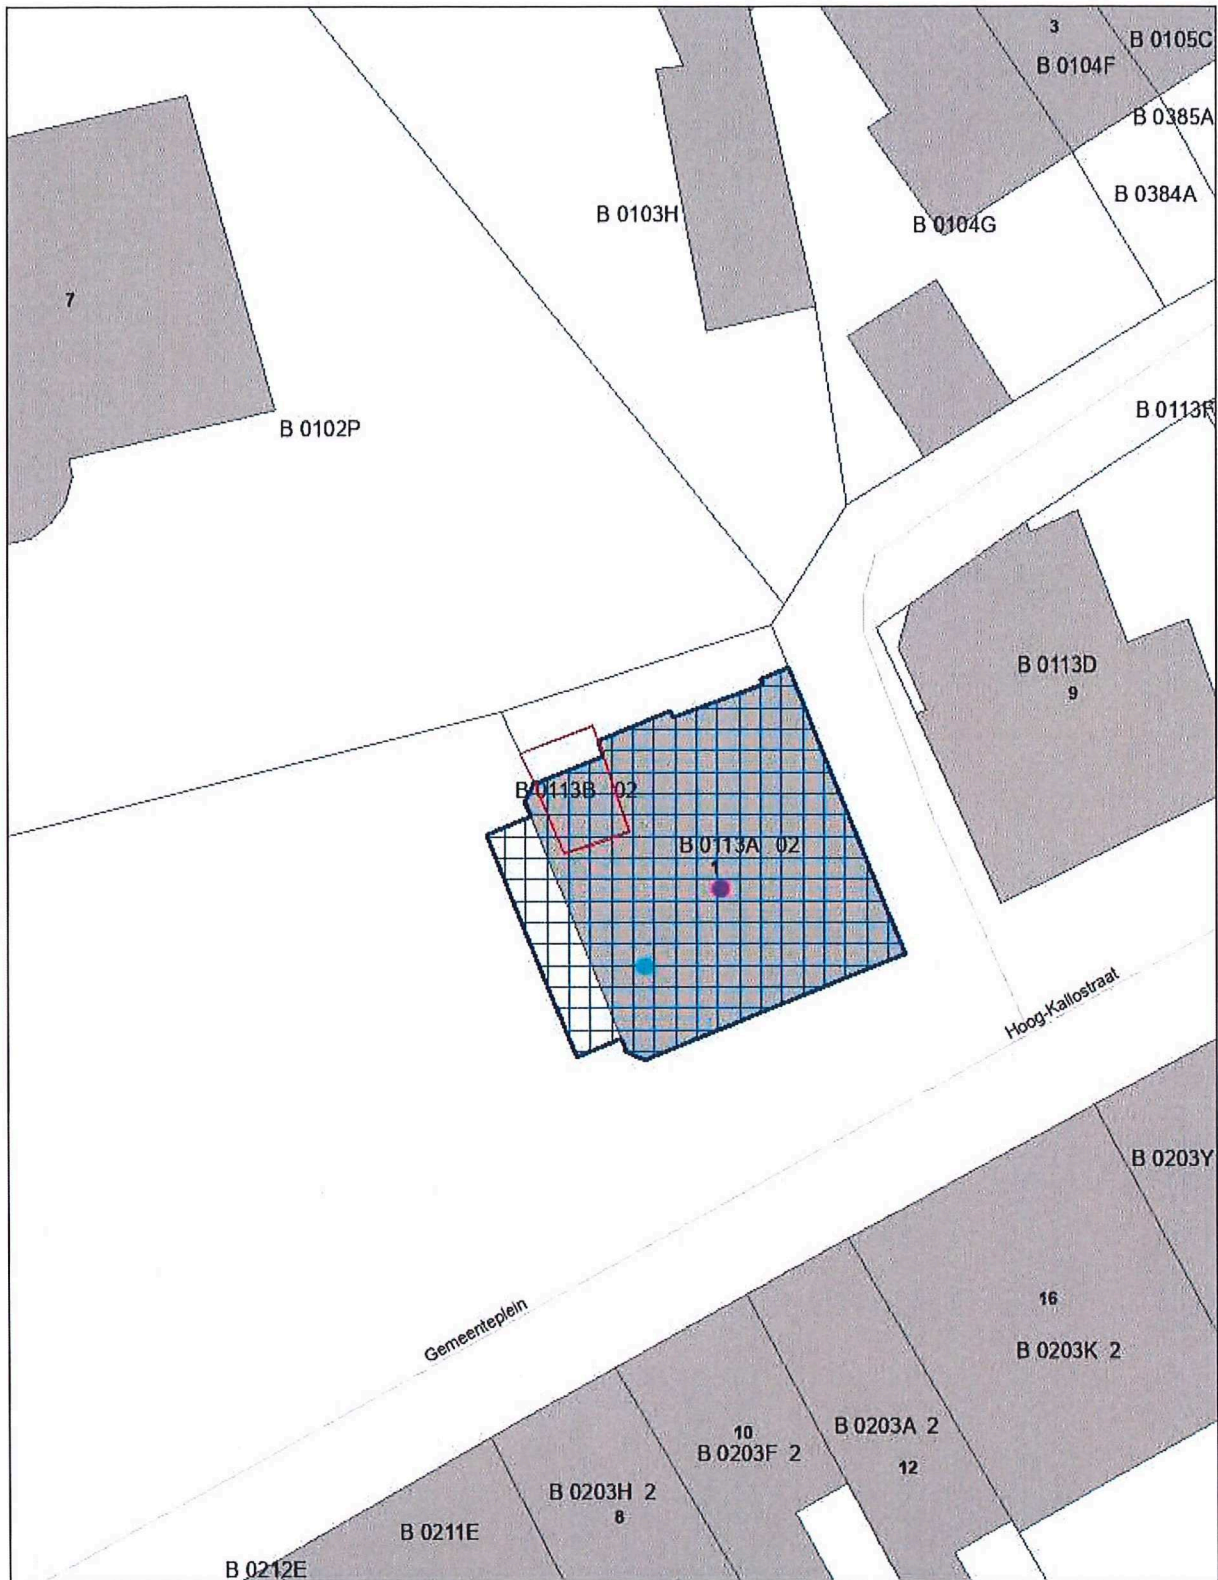 3
B 0105C
B 0104F
B 0385A
B 0384A
B 0103H
B 0104G
7
B 0113F
B 0102P
B 0113D
9
B 0113B 02
B 0113A 02
1
Hoog-Kallostraat
B 0203Y
Gemeenteplein
16
B 0203K 2
B 0203A 2
10
B 0203F 2
12
B 0203H 2
8
B 0211E
B 0212E